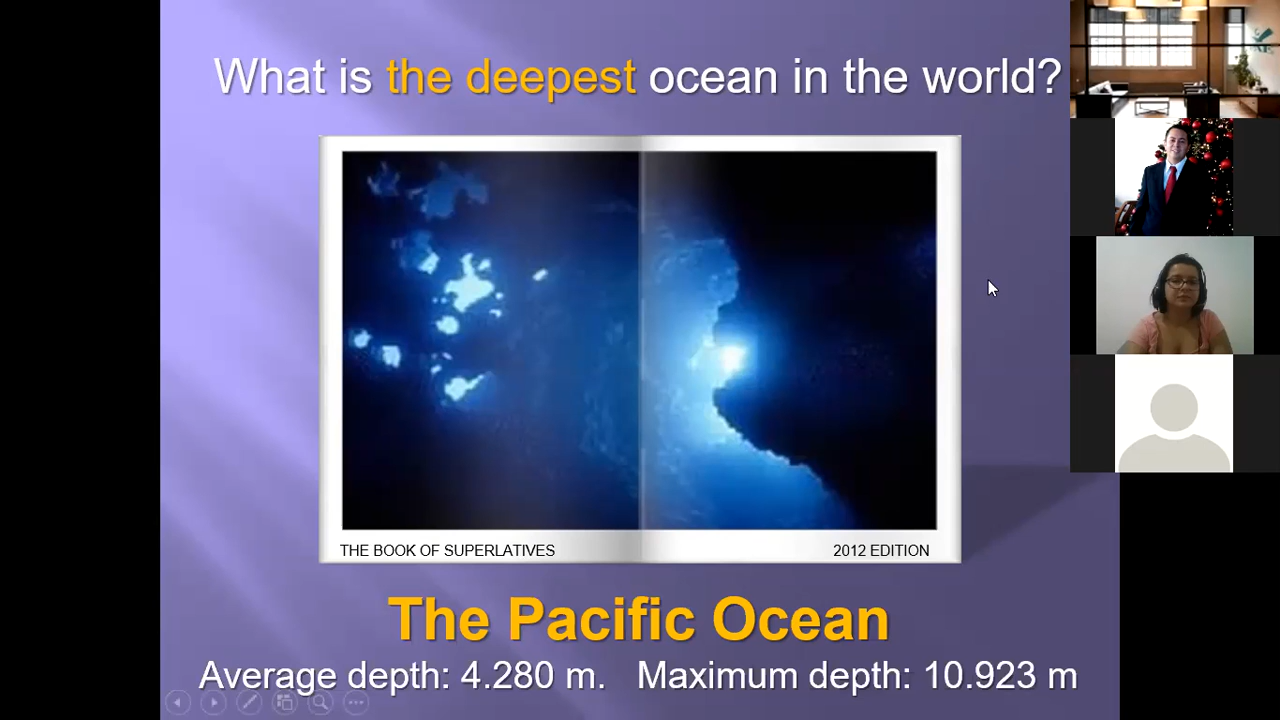 What is the deepest ocean in the world?
THE BOOK OF SUPERLATIVES
2012 EDITION
The Pacific Ocean
Average depth: 4.280 m. Maximum depth: 10.923 m